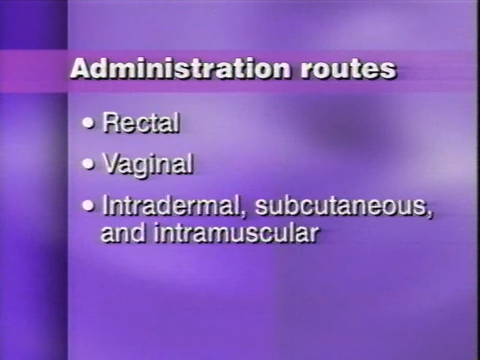 Administration routes
• Rectal
• Vaginal
• Intradermal, subcutaneous,
and intramuscular